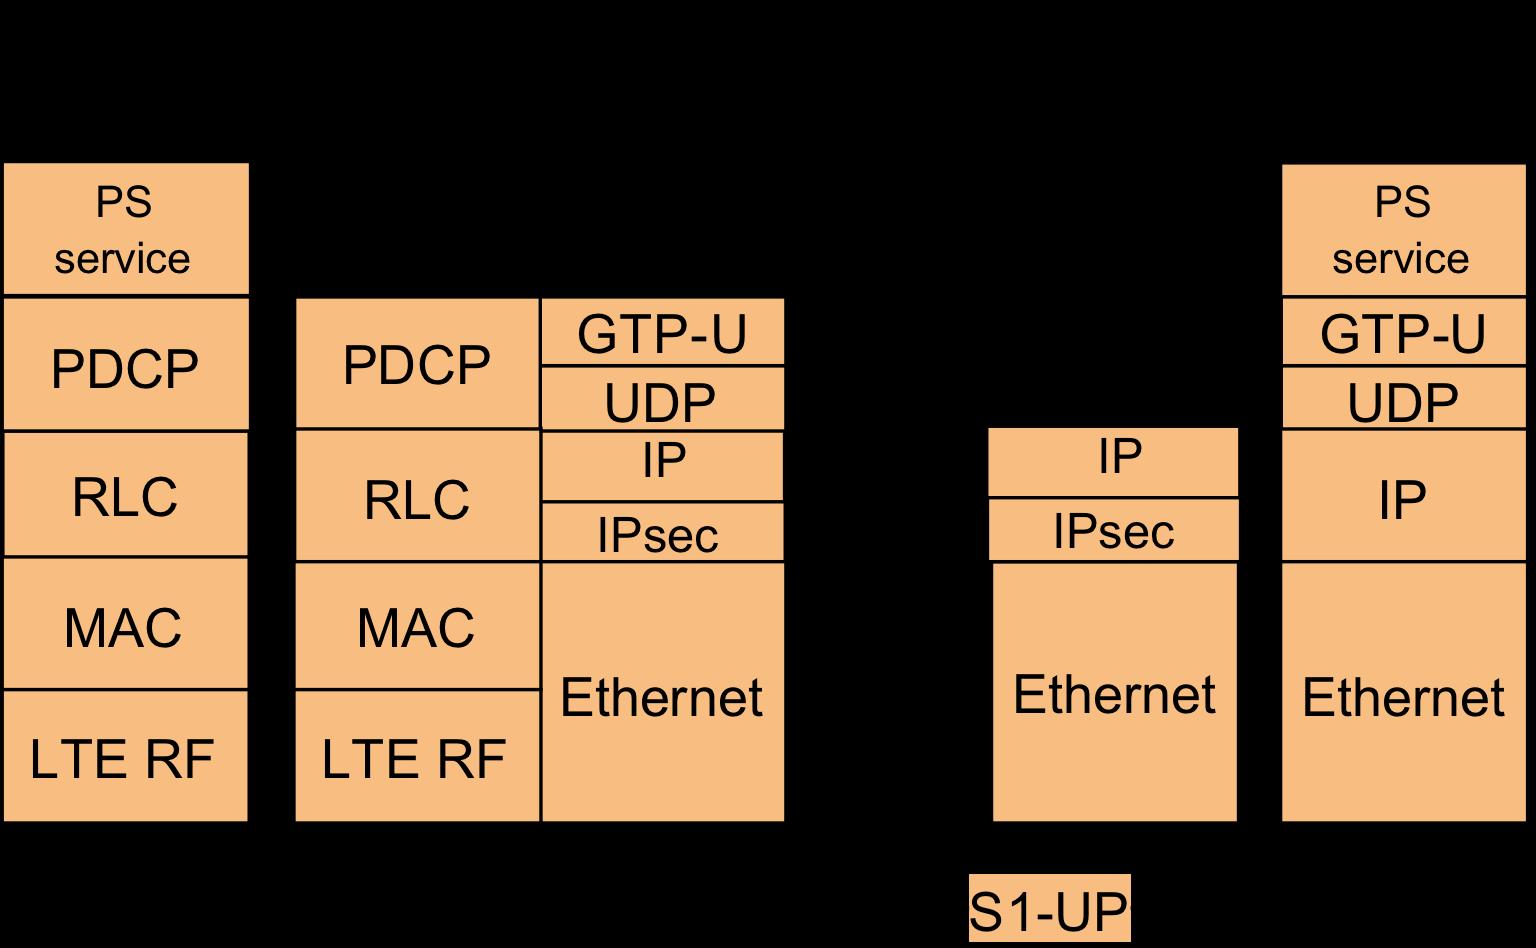 PS
service
PDCP
RLC
MAC
LTE RF
PDCP
RLC
MAC
LTE RF
GTP-U
UDP
IP
IPsec
Ethernet
IP
IPsec
Ethernet
PS
service
GTP-U
UDP
IP
Ethernet
S1-UP